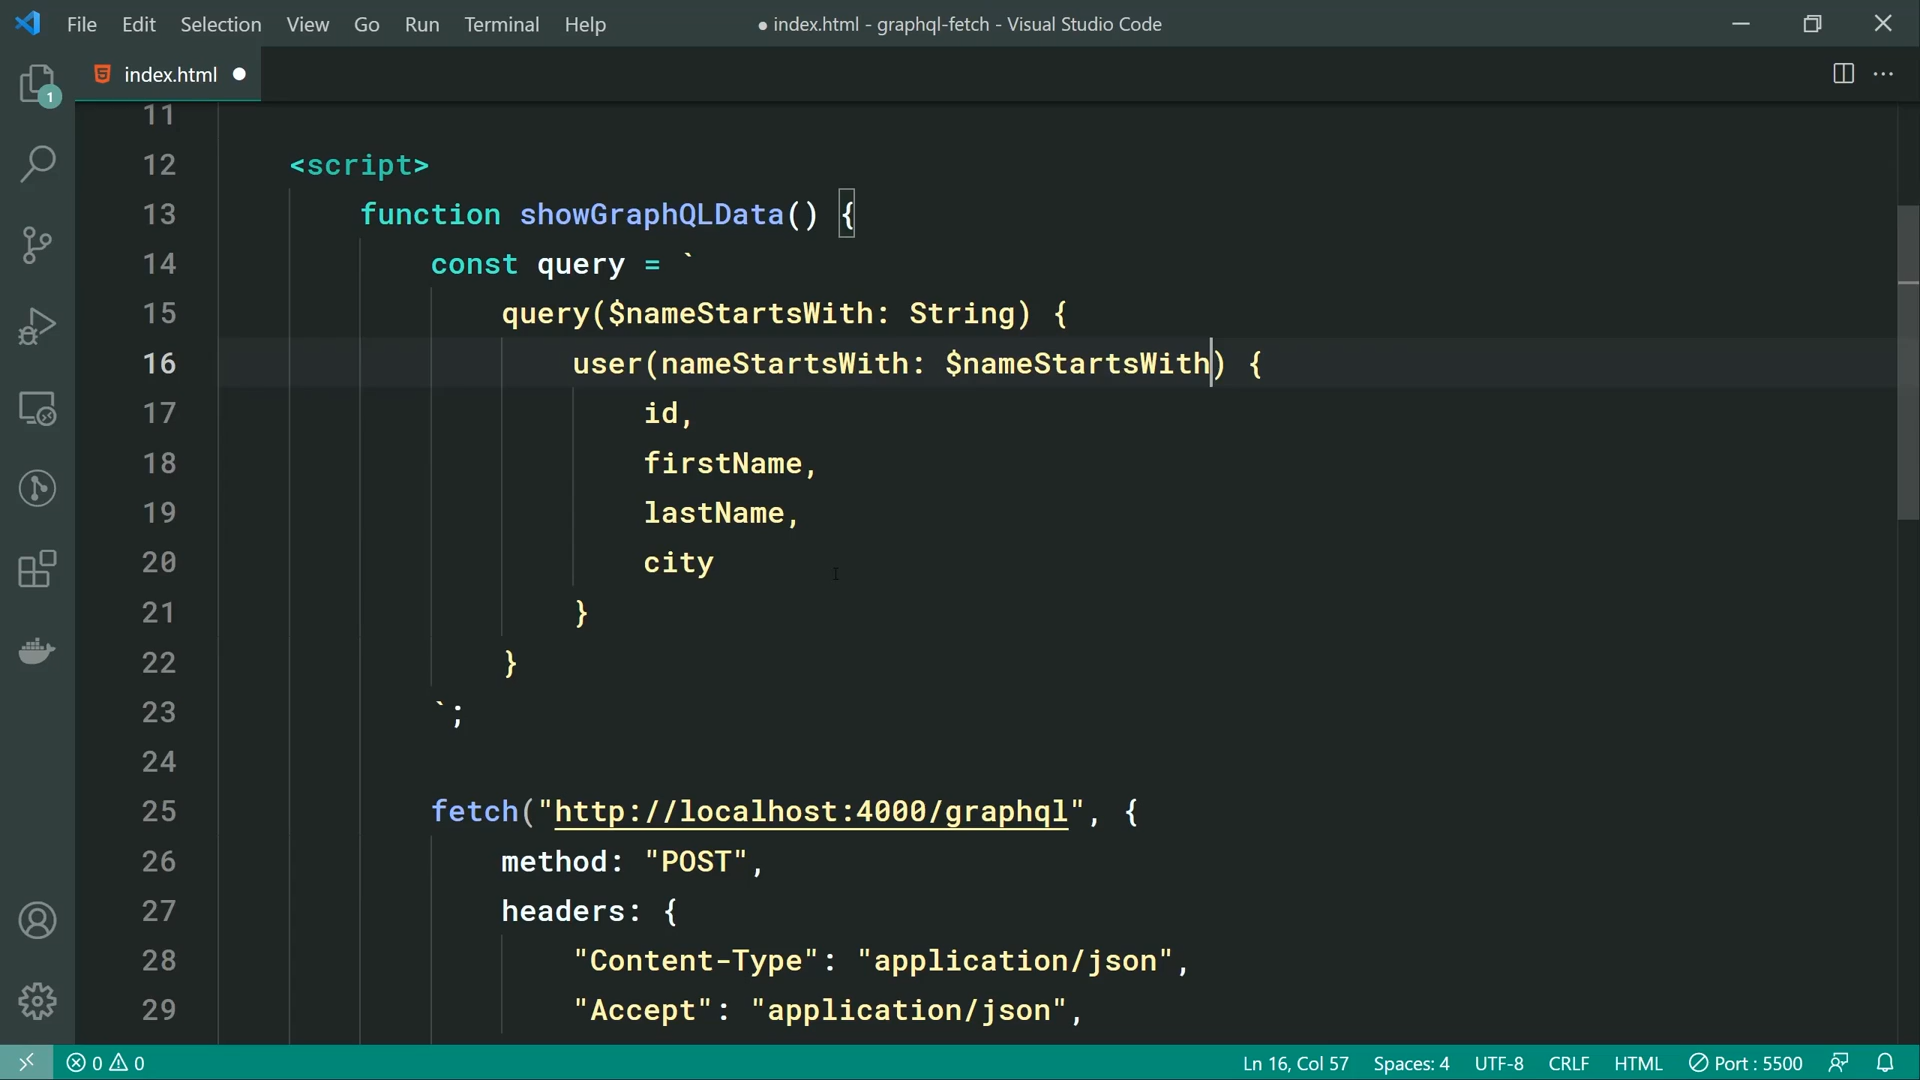 File Edit Selection View Go Run Terminal Help ● index.html - graphql-fetch - Visual Studio Code
index.html ●
1
11
12 <script>
13 function showGraphQLData() {
14 const query = `
15 query($nameStartsWith: String) {
16 user(nameStartsWith: $nameStartsWith) {
17 id,
18 firstName,
19 lastName,
20 city
21 }
22 }
23 `;
24
25 fetch("http://localhost:4000/graphql", {
26 method: "POST",
27 headers: {
28 "Content-Type": "application/json",
29 "Accept": "application/json",
0 0 Ln 16, Col 57 Spaces: 4 UTF-8 CRLF HTML Port : 5500